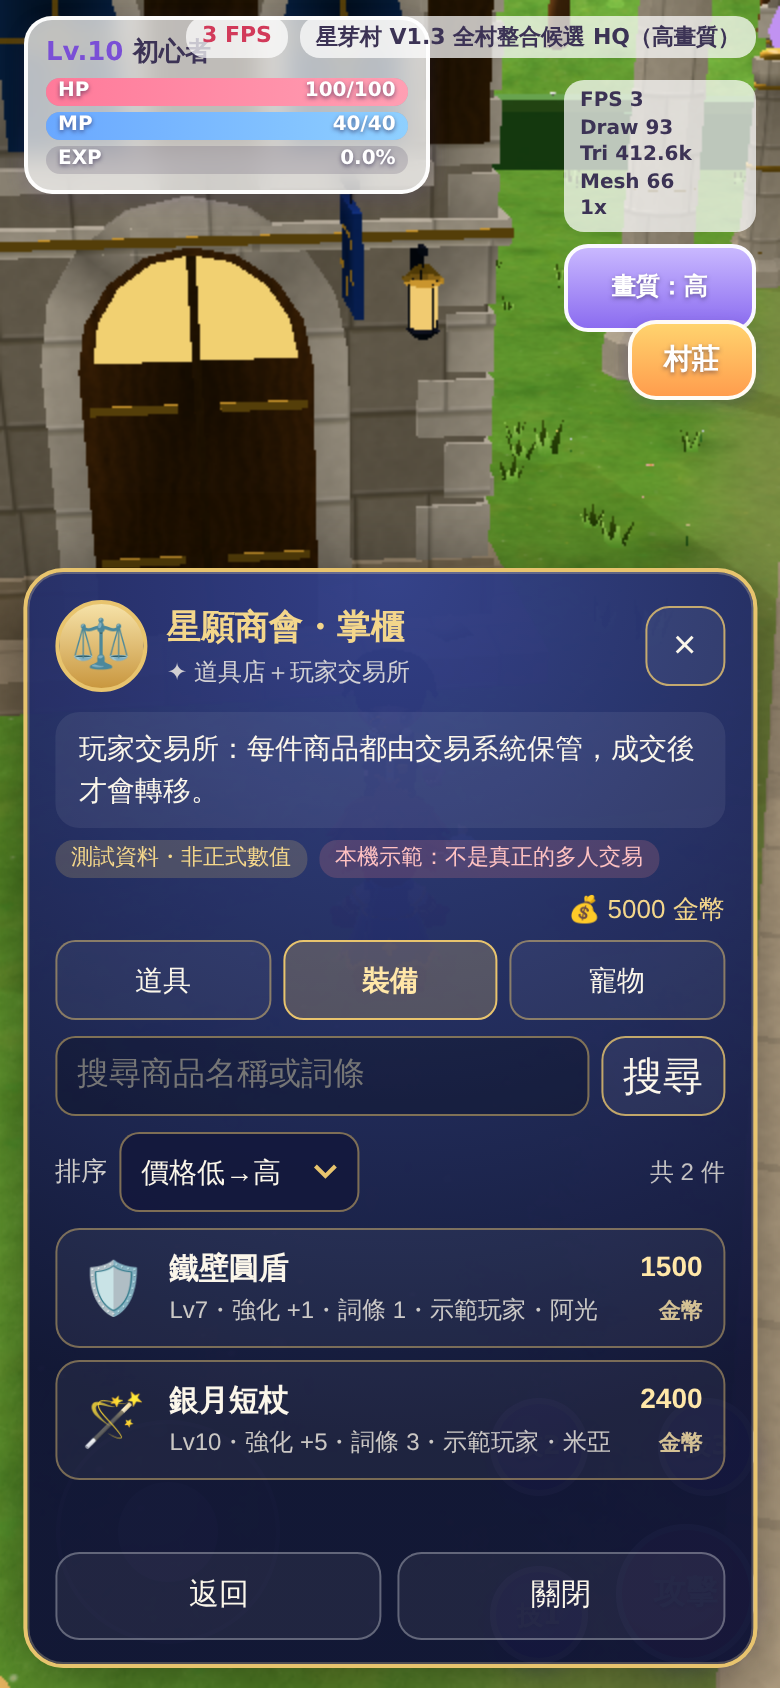 Lv.10 初心者
3 FPS
星芽村 V1.3 全村整合候選 HQ（高畫質）
HP 100/100
MP 40/40
EXP 0.0%
FPS 3
Draw 93
Tri 412.6k
Mesh 66
1x
畫質：高
村莊
星願商會・掌櫃
✦ 道具店＋玩家交易所
×
玩家交易所：每件商品都由交易系統保管，成交後
才會轉移。
測試資料・非正式數值
本機示範：不是真正的多人交易
5000 金幣
道具
裝備
寵物
搜尋商品名稱或詞條
搜尋
排序
價格低→高
共 2 件
鐵壁圓盾
1500
Lv7・強化 +1・詞條 1・示範玩家・阿光
金幣
銀月短杖
2400
Lv10・強化 +5・詞條 3・示範玩家・米亞
金幣
返回
關閉